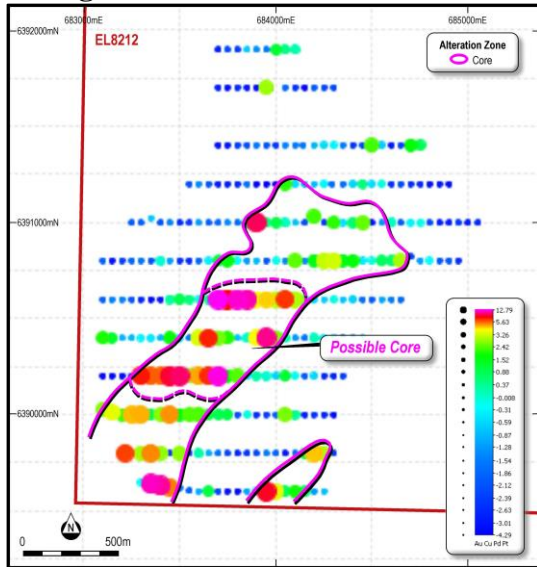 683000mE
684000mE
685000mE
6392000mN
EL8212
Alteration Zone
Core
6391000mN
Possible Core
12.79
5.63
3.26
2.42
1.52
0.88
0.37
-0.008
-0.31
-0.59
-0.87
-1.28
-1.54
-1.86
-2.12
-2.39
-2.63
-3.01
-4.29
Au Cu Pd Pt
6390000mN
N
0
500m